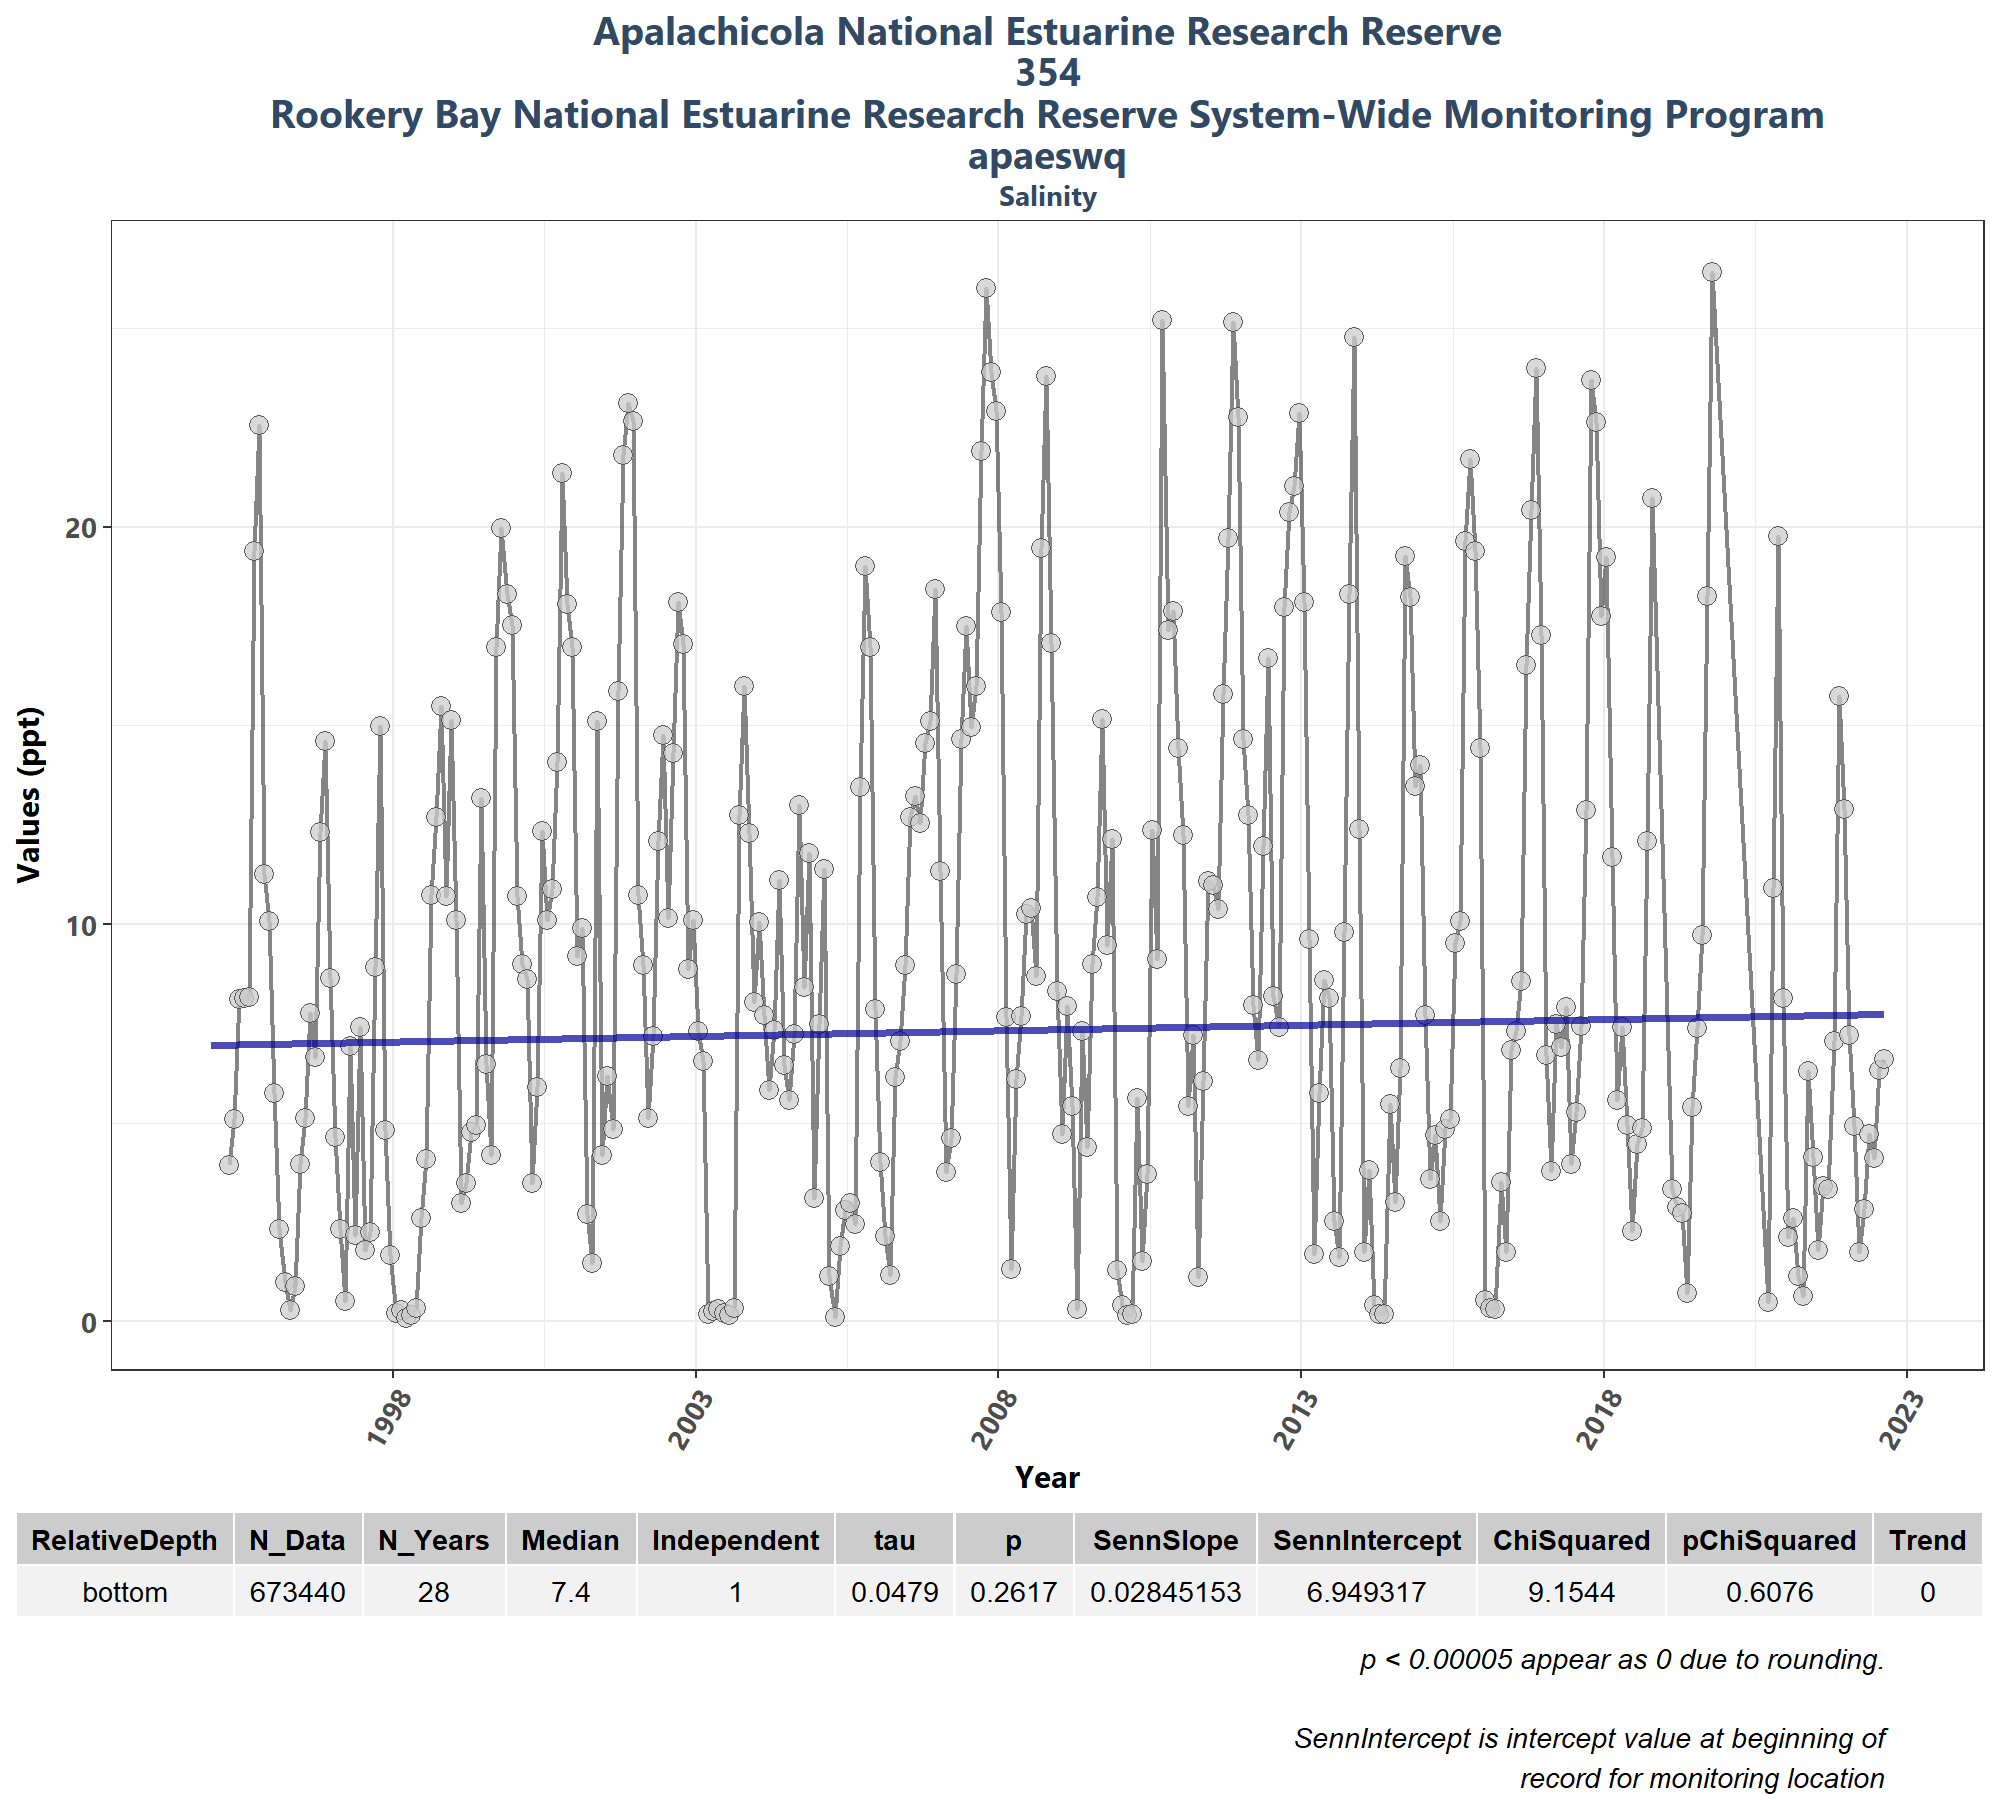 Apalachicola National Estuarine Research Reserve
354
Rookery Bay National Estuarine Research Reserve System-Wide Monitoring Program
apaeswq
Salinity
Values (ppt)
20
10
0
1998 2003 2008 2013 2018 2023
Year
RelativeDepth N_Data N_Years Median Independent tau p SennSlope SennIntercept ChiSquared pChiSquared Trend
bottom 673440 28 7.4 1 0.0479 0.2617 0.02845153 6.949317 9.1544 0.6076 0
p < 0.00005 appear as 0 due to rounding.
SennIntercept is intercept value at beginning of
record for monitoring location